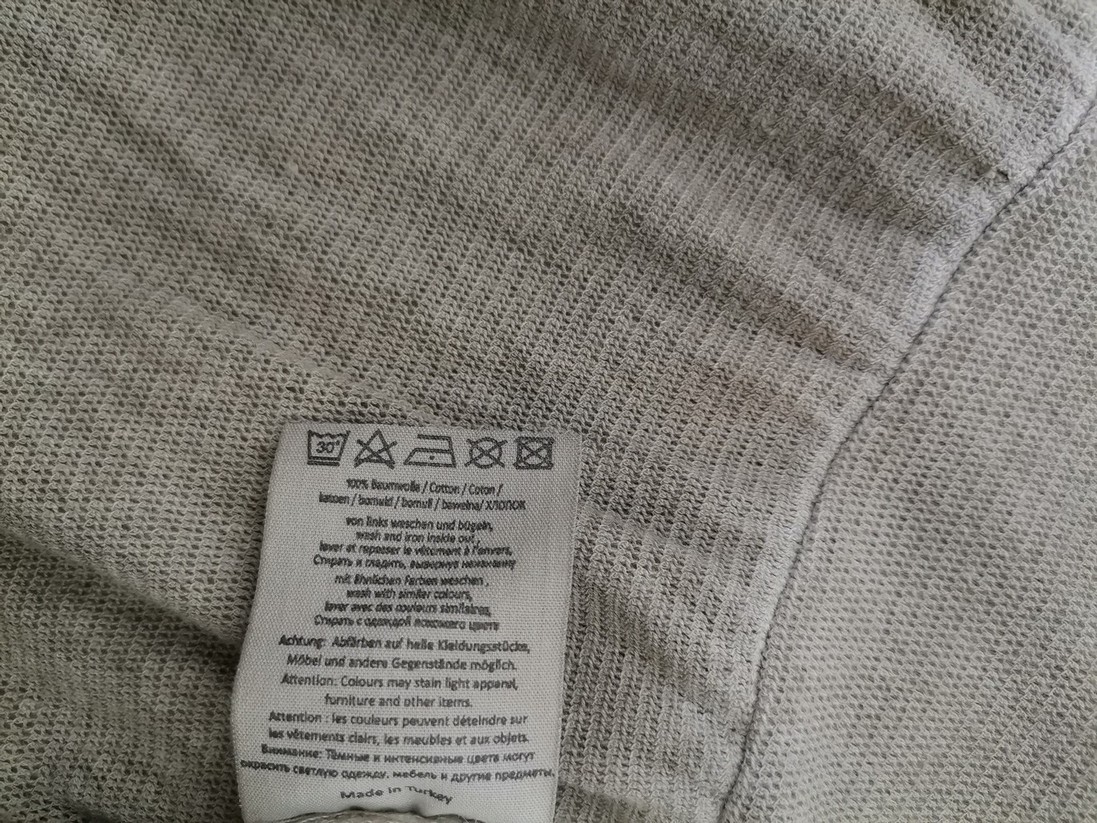 30°
100% Baumwolle / Cotton / Coton /
katoen / bomuld / bomull / bawełna/ ХЛОПОК
von links waschen und bügeln,
wash and iron inside out,
laver et repasser le vêtement à l'envers,
Стирать и гладить, вывернув наизнанку
mit ähnlichen Farben waschen,
wash with similar colours,
laver avec des couleurs similaires,
Стирать с одеждой похожего цвета
Achtung: Abfärben auf helle Kleidungsstücke,
Möbel und andere Gegenstände möglich.
Attention: Colours may stain light apparel,
furniture and other items.
Attention : les couleurs peuvent déteindre sur
les vêtements clairs, les meubles et aux objets.
Внимание: Тёмные и интенсивные цвета могут
окрасить светлую одежду, мебель и другие предметы.
Made in Turkey